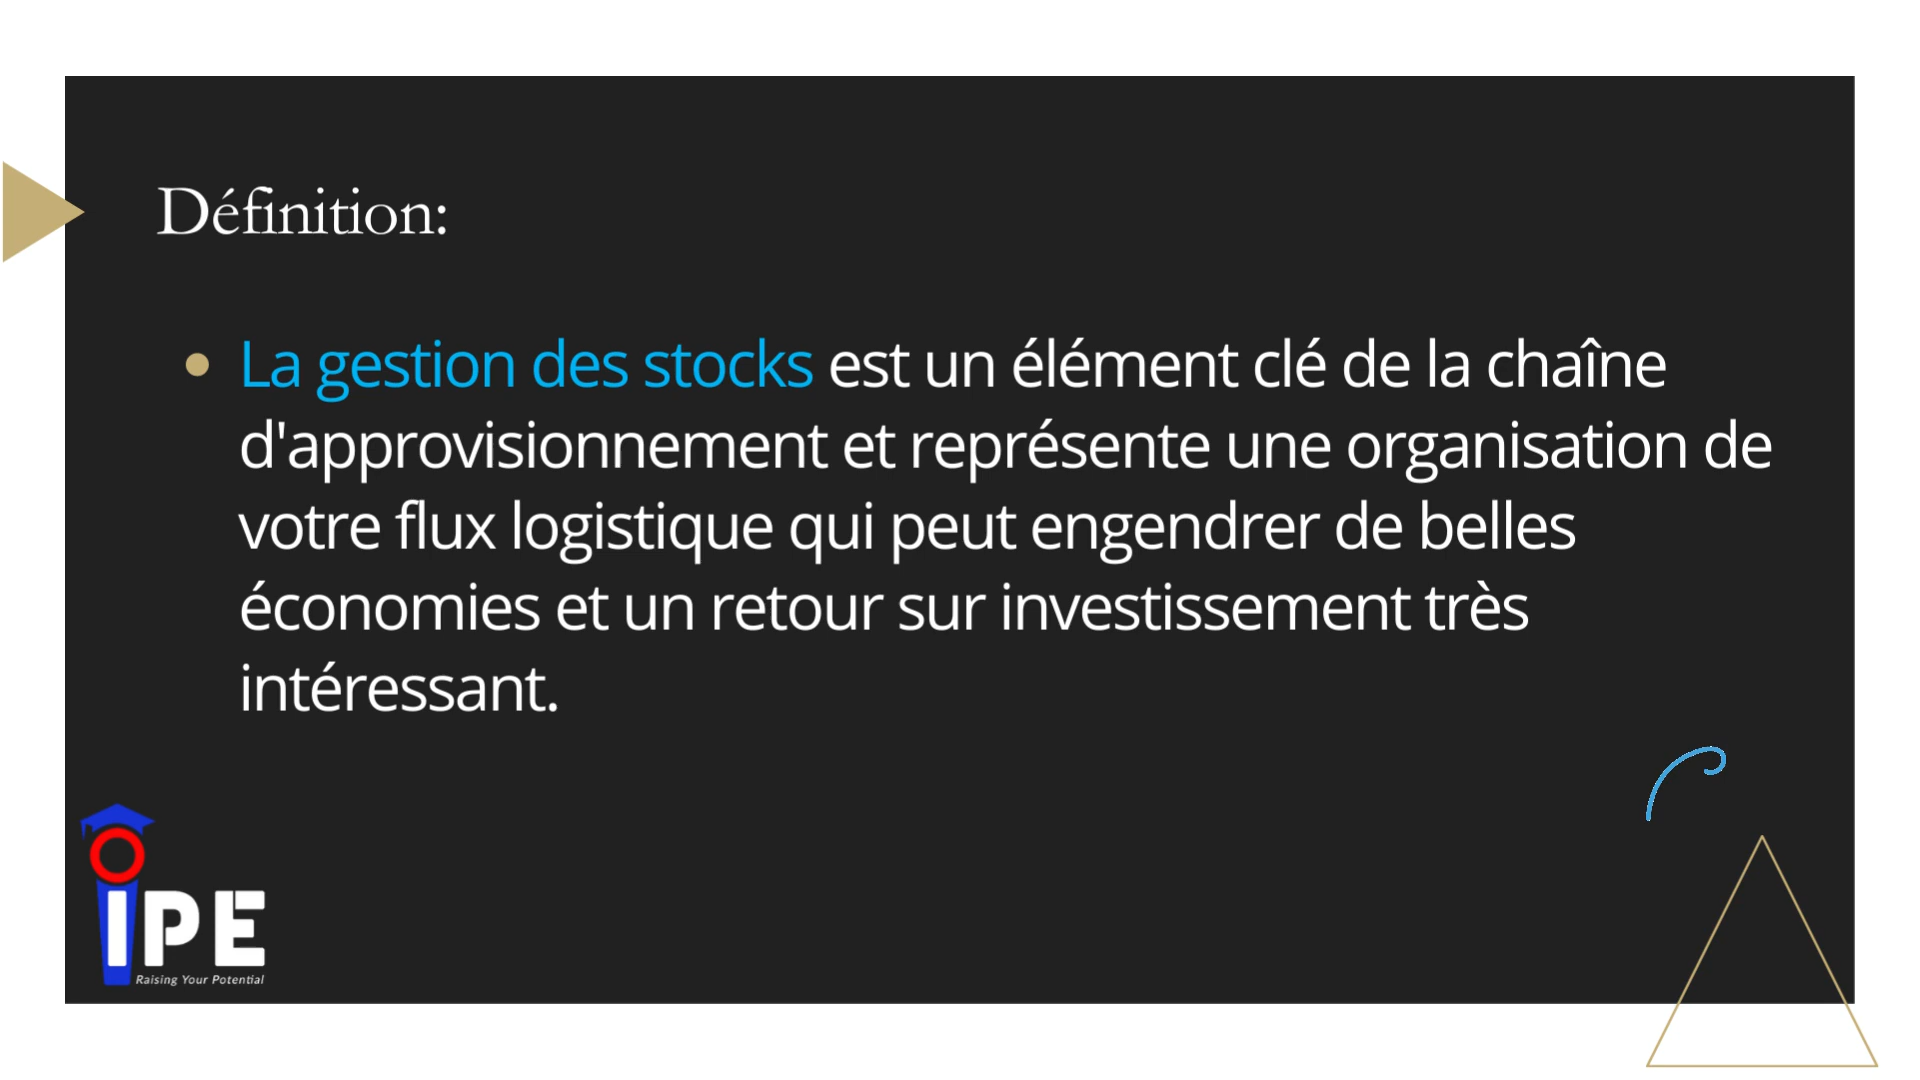 Définition:
La gestion des stocks est un élément clé de la chaîne
d'approvisionnement et représente une organisation de
votre flux logistique qui peut engendrer de belles
économies et un retour sur investissement très
intéressant.
IPE
Raising Your Potential